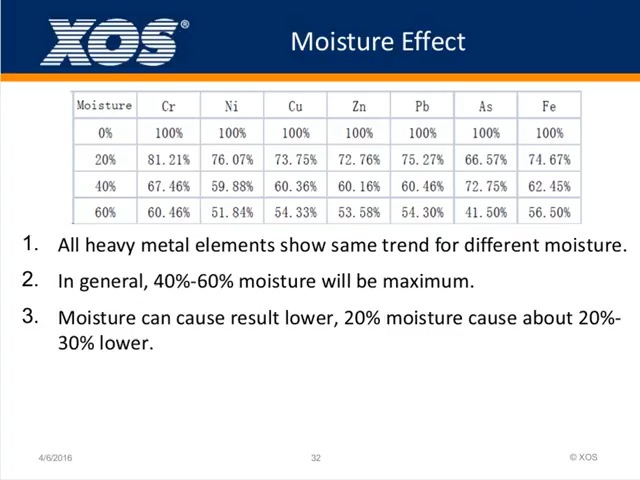 XOS®
Moisture Effect
Moisture Cr Ni Cu Zn Pb As Fe
0% 100% 100% 100% 100% 100% 100% 100%
20% 81.21% 76.07% 73.75% 72.76% 75.27% 66.57% 74.67%
40% 67.46% 59.88% 60.36% 60.16% 60.46% 72.75% 62.45%
60% 60.46% 51.84% 54.33% 53.58% 54.30% 41.50% 56.50%
1. All heavy metal elements show same trend for different moisture.
2. In general, 40%-60% moisture will be maximum.
3. Moisture can cause result lower, 20% moisture cause about 20%-
30% lower.
4/6/2016 32 © XOS